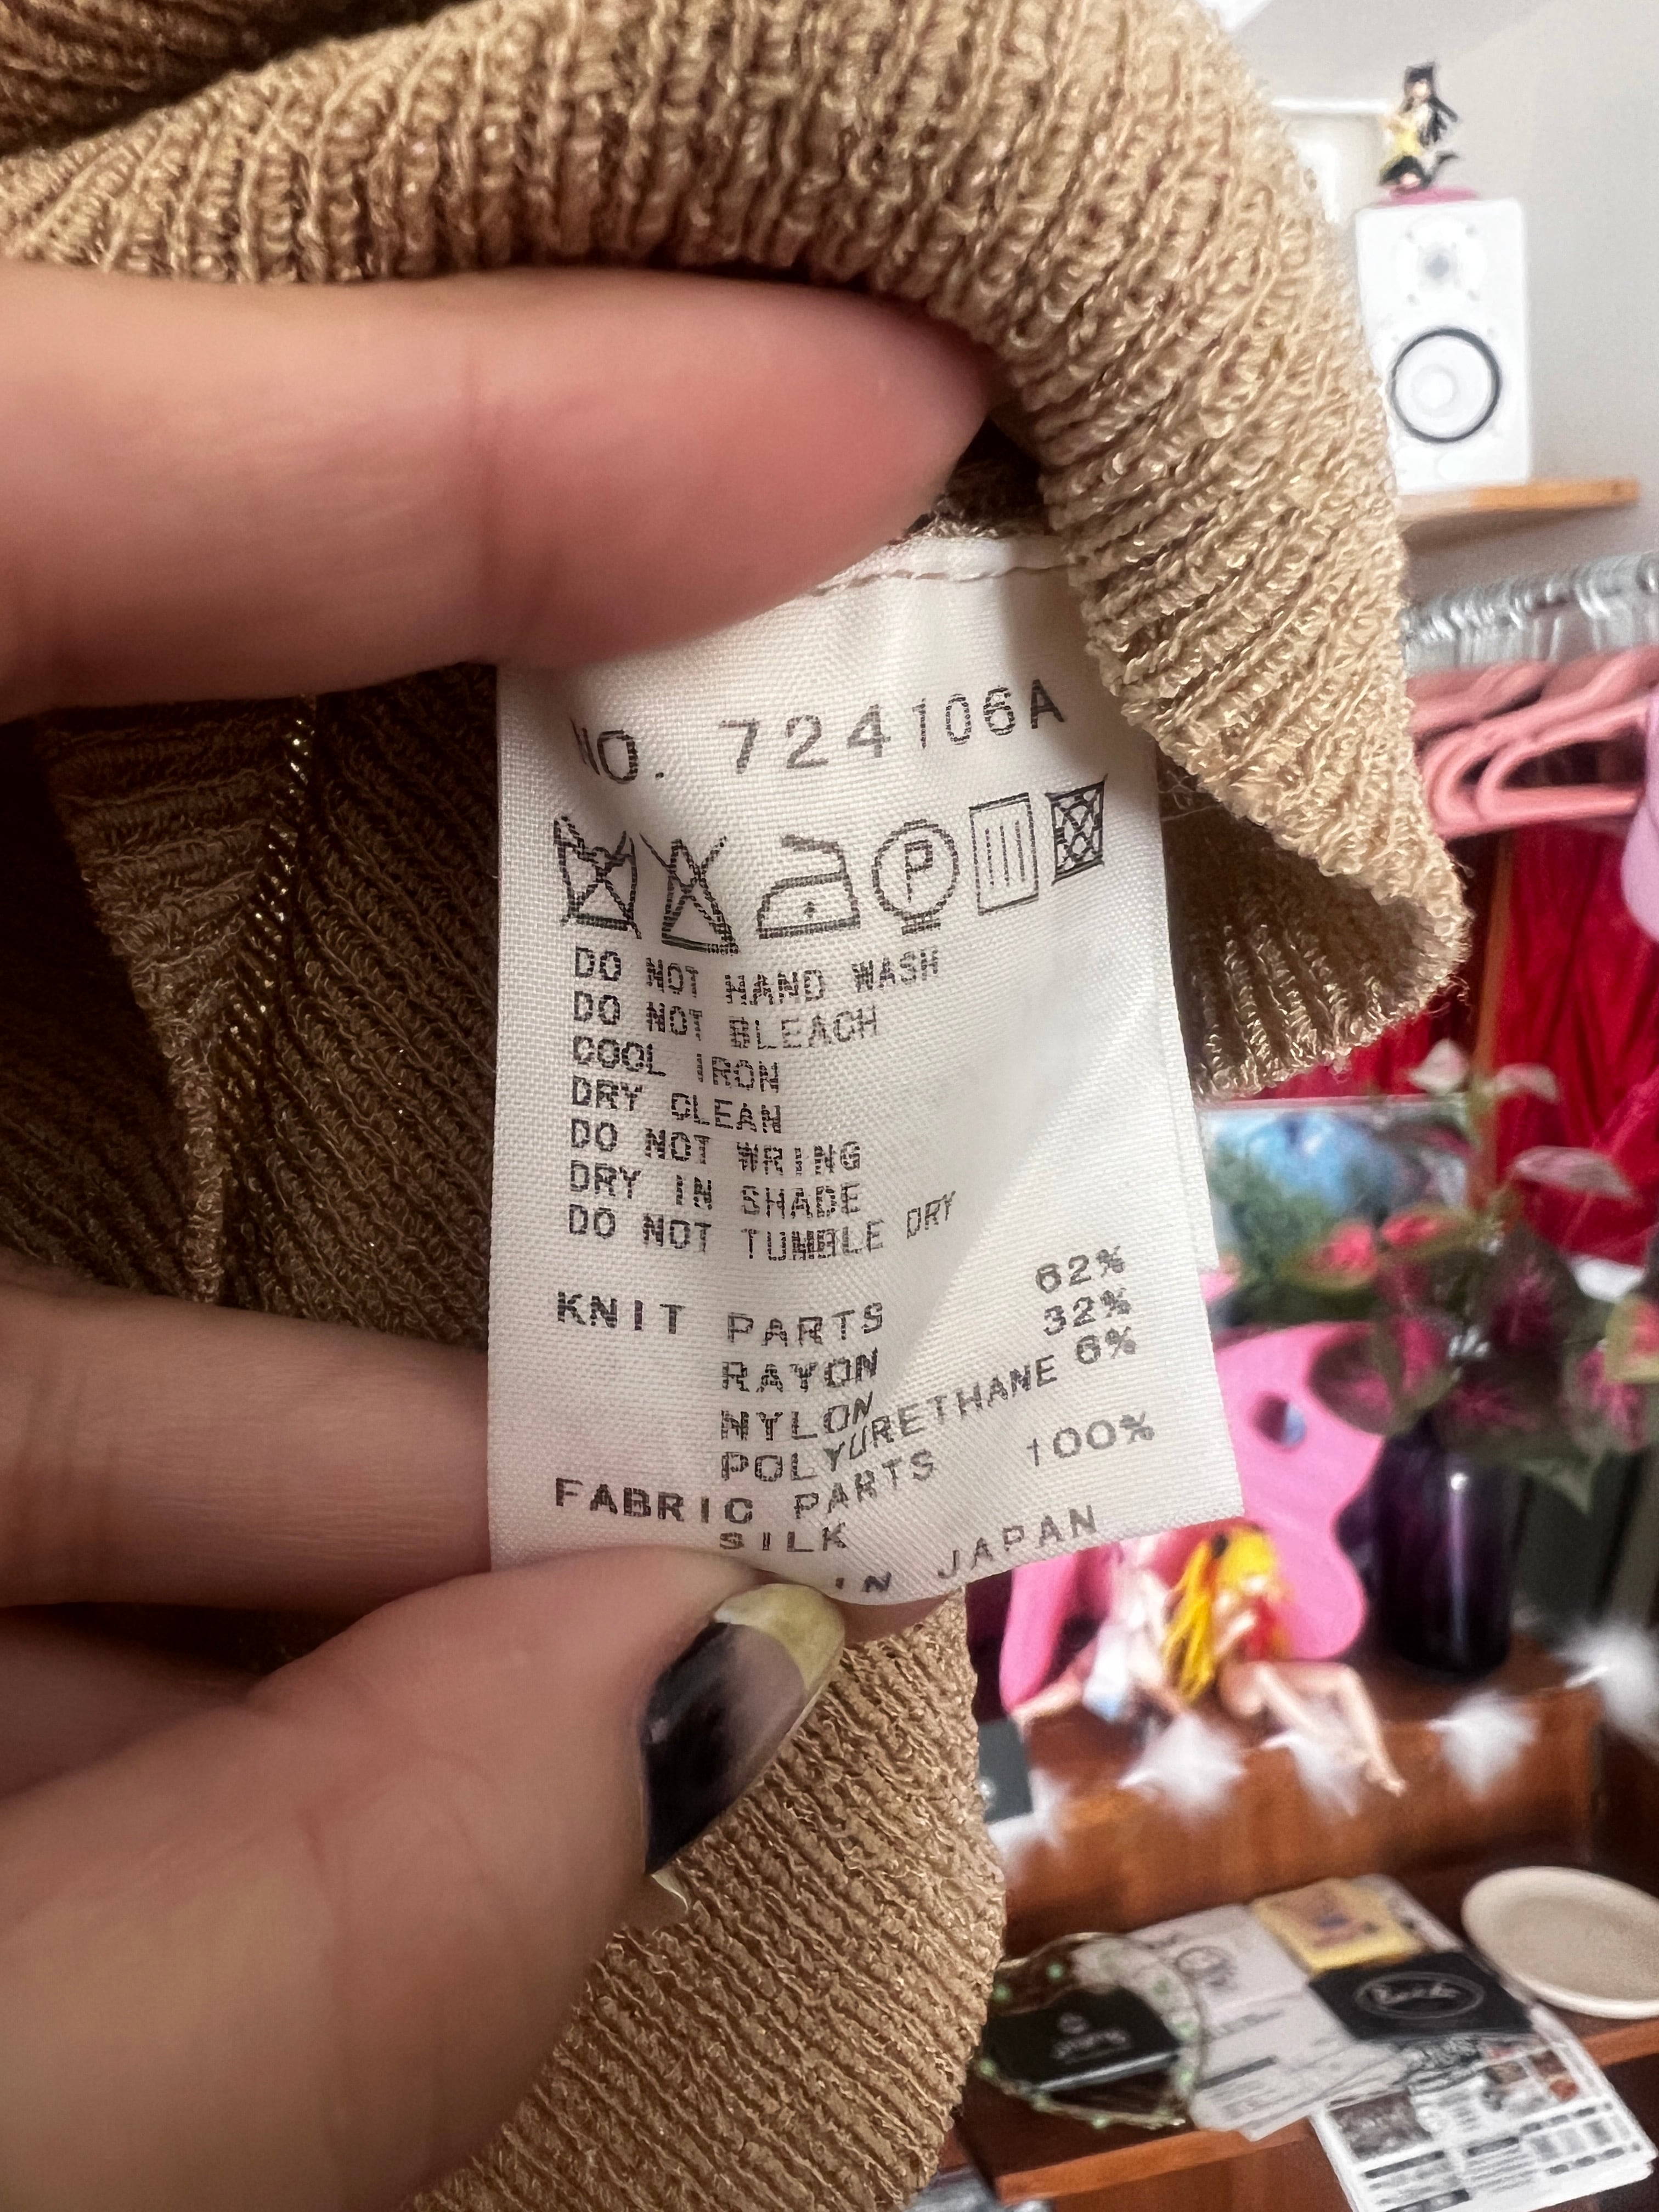 NO. 724106A
P
DO NOT HAND WASH
DO NOT BLEACH
COOL IRON
DRY CLEAN
DO NOT WRING
DRY IN SHADE
DO NOT TUMBLE DRY
KNIT PARTS
RAYON 62%
NYLON 32%
POLYURETHANE 6%
FABRIC PARTS
SILK 100%
IN JAPAN